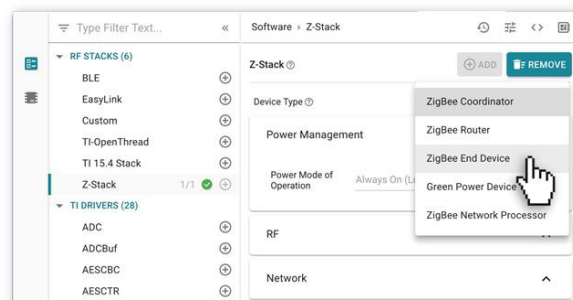 Type Filter Text...
«
Software › Z-Stack
RF STACKS (6)
BLE
EasyLink
Custom
TI-OpenThread
TI 15.4 Stack
Z-Stack 1/1
TI DRIVERS (28)
ADC
ADCBuf
AESCBC
AESCTR
Z-Stack
ADD
REMOVE
Device Type
ZigBee Coordinator
ZigBee Router
ZigBee End Device
Green Power Device
ZigBee Network Processor
Power Management
Power Mode of
Operation
Always On
RF
Network